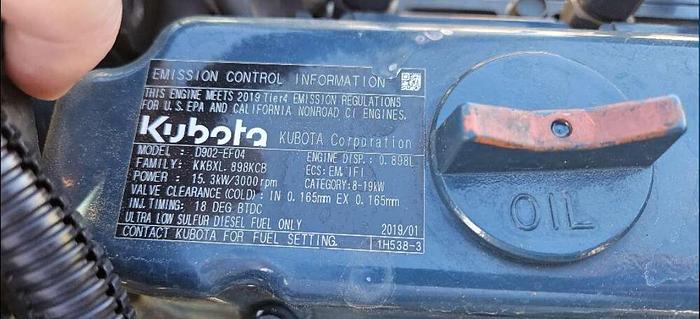 EMISSION CONTROL INFORMATION
THIS ENGINE MEETS 2019 Tier4 EMISSION REGULATIONS
FOR U.S.EPA AND CALIFORNIA NONROAD CI ENGINES.
Kubota KUBOTA Corporation
MODEL : D902-EF04 ENGINE DISP.: 0.898L
FAMILY: KKBXL.898KCB ECS: EM, IFI
POWER : 15.3kW/3000rpm CATEGORY: 8-19kW
VALVE CLEARANCE(COLD): IN 0.165mm EX 0.165mm
INJ.TIMING: 18 DEG BTDC
ULTRA LOW SULFUR DIESEL FUEL ONLY 2019/01
CONTACT KUBOTA FOR FUEL SETTING. 1H538-3
OIL